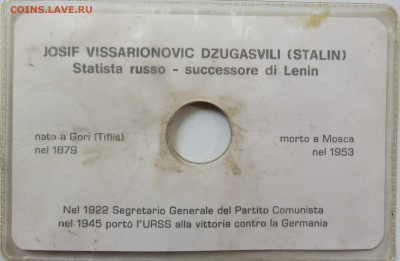 COINS.ЛАВЕ.RU
JOSIF VISSARIONOVIC DZUGASVILI (STALIN)
Statista russo - successore di Lenin
nato a Gori (Tiflis)
nel 1879
morto a Mosca
nel 1953
Nel 1922 Segretario Generale del Partito Comunista
nel 1945 portò l'URSS alla vittoria contro la Germania